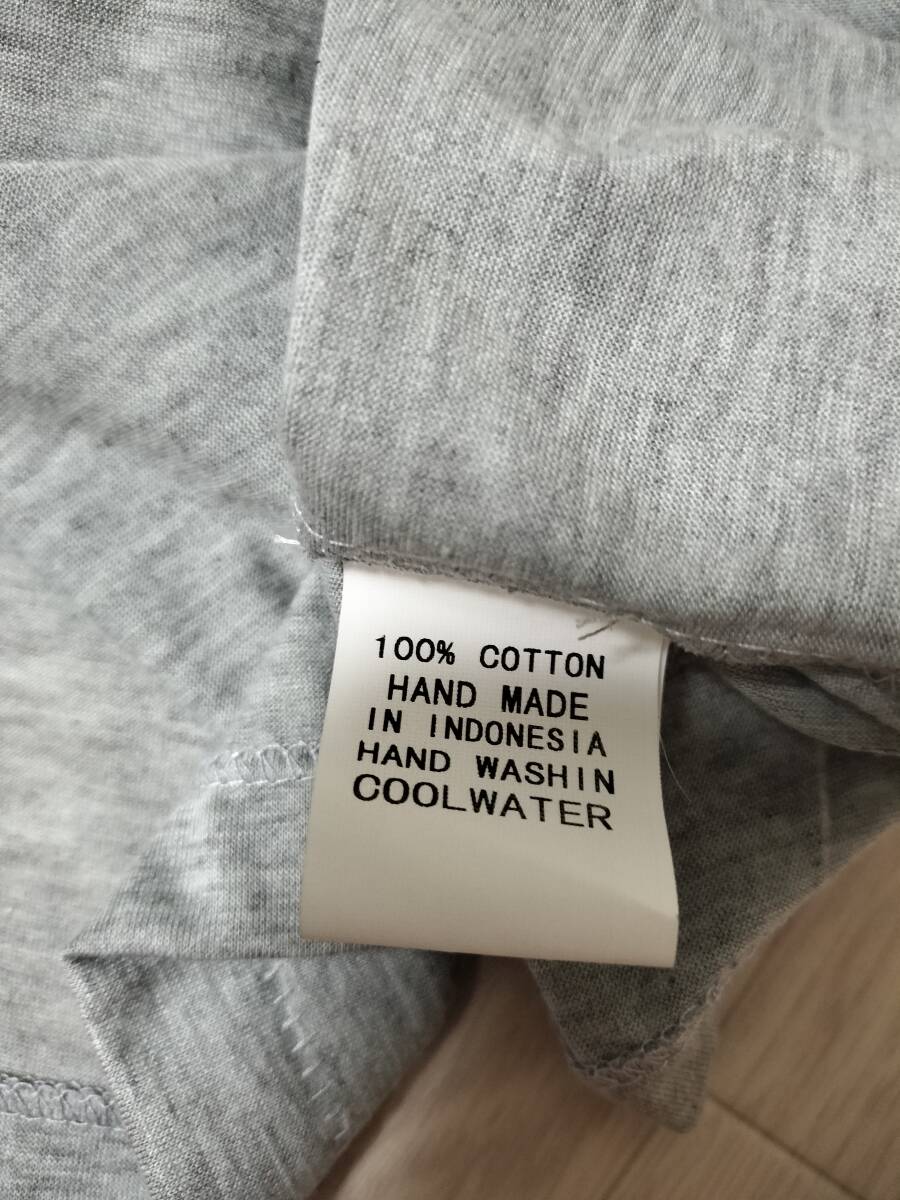 100% COTTON
HAND MADE
IN INDONESIA
HAND WASHIN
COOLWATER